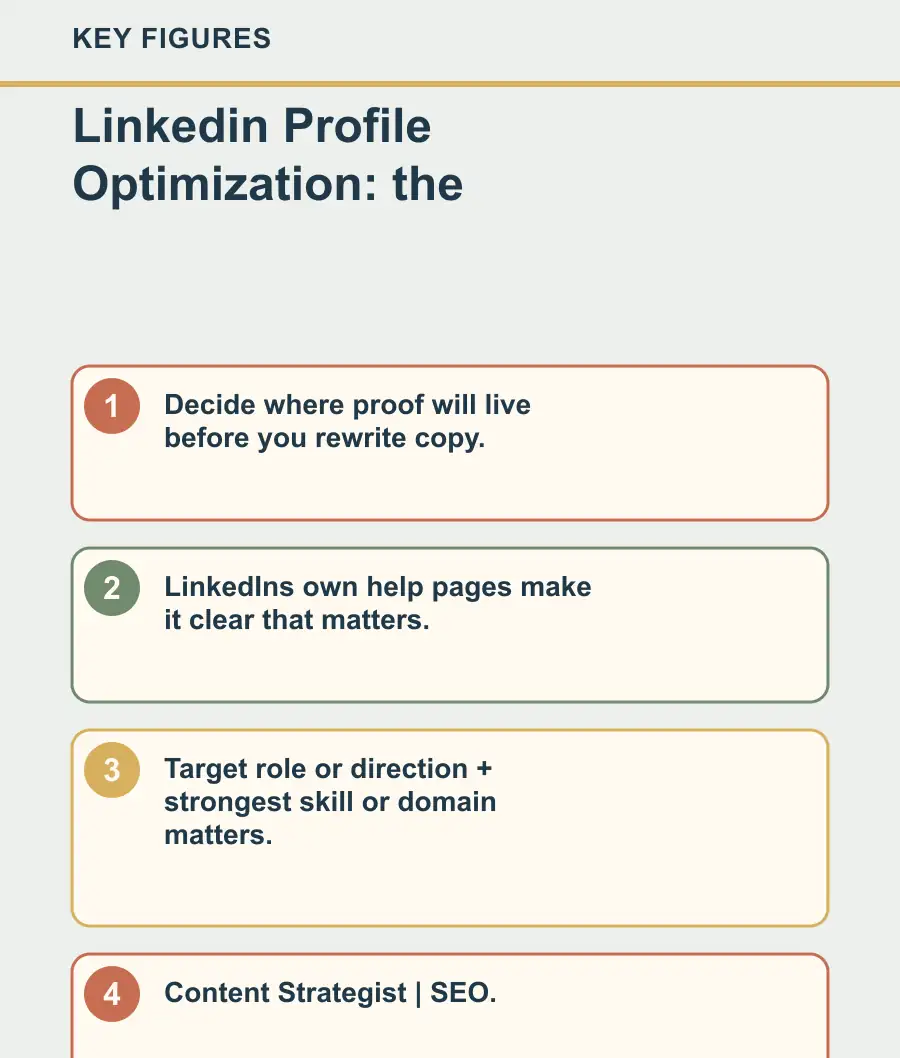 KEY FIGURES
Linkedin Profile
Optimization: the
1
Decide where proof will live
before you rewrite copy.
2
LinkedIns own help pages make
it clear that matters.
3
Target role or direction +
strongest skill or domain
matters.
4
Content Strategist | SEO.